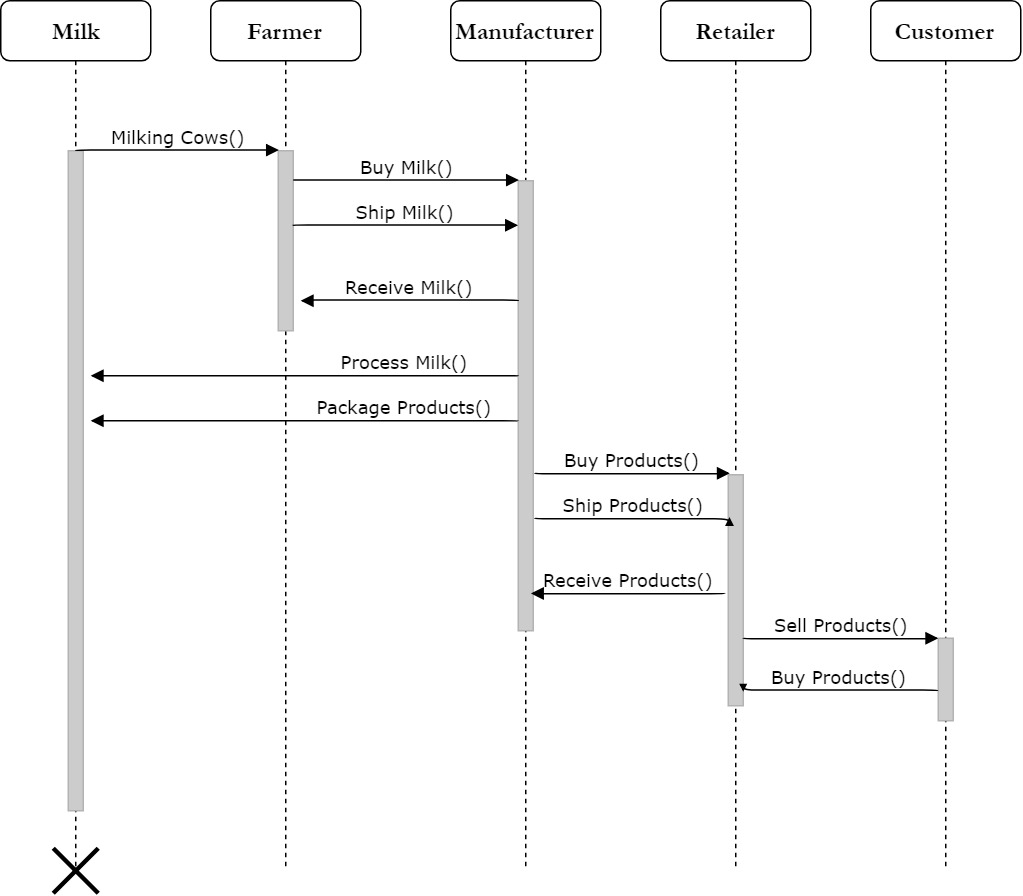 Milk
Farmer
Manufacturer
Retailer
Customer
Milking Cows()
Buy Milk()
Ship Milk()
Receive Milk()
Process Milk()
Package Products()
Buy Products()
Ship Products()
Receive Products()
Sell Products()
Buy Products()